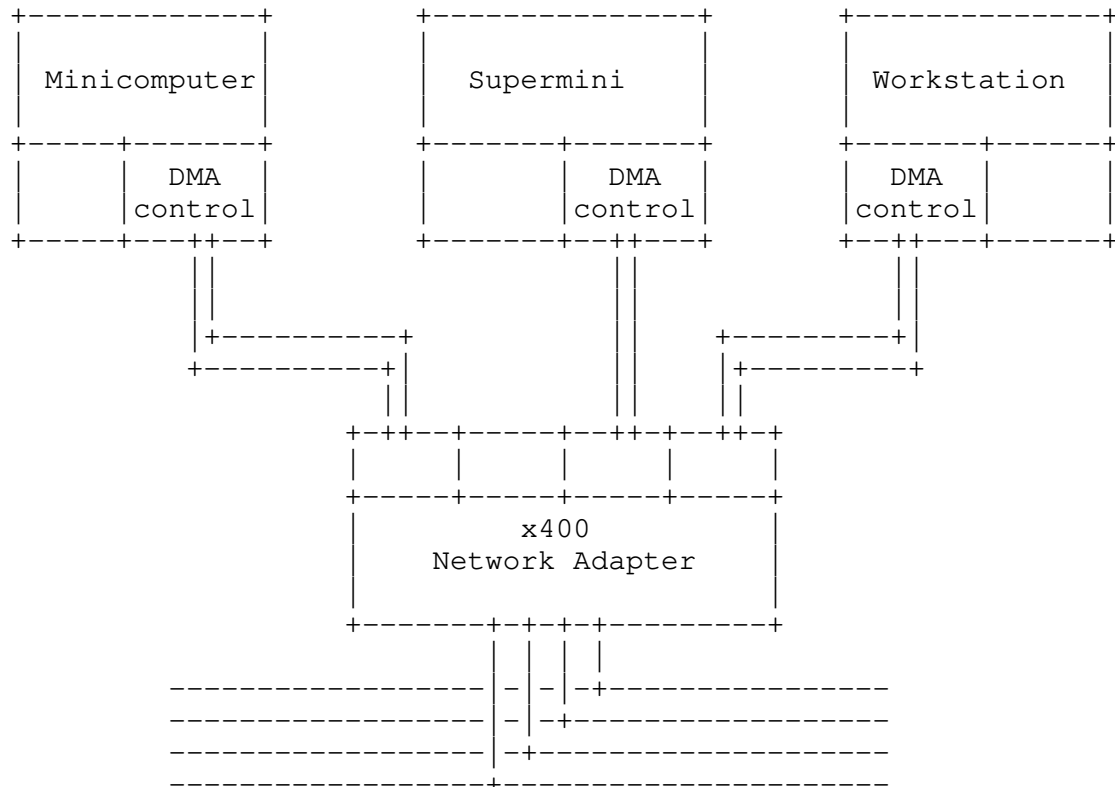 Minicomputer
Supermini
Workstation
DMA
control
DMA
control
DMA
control
x400
Network Adapter